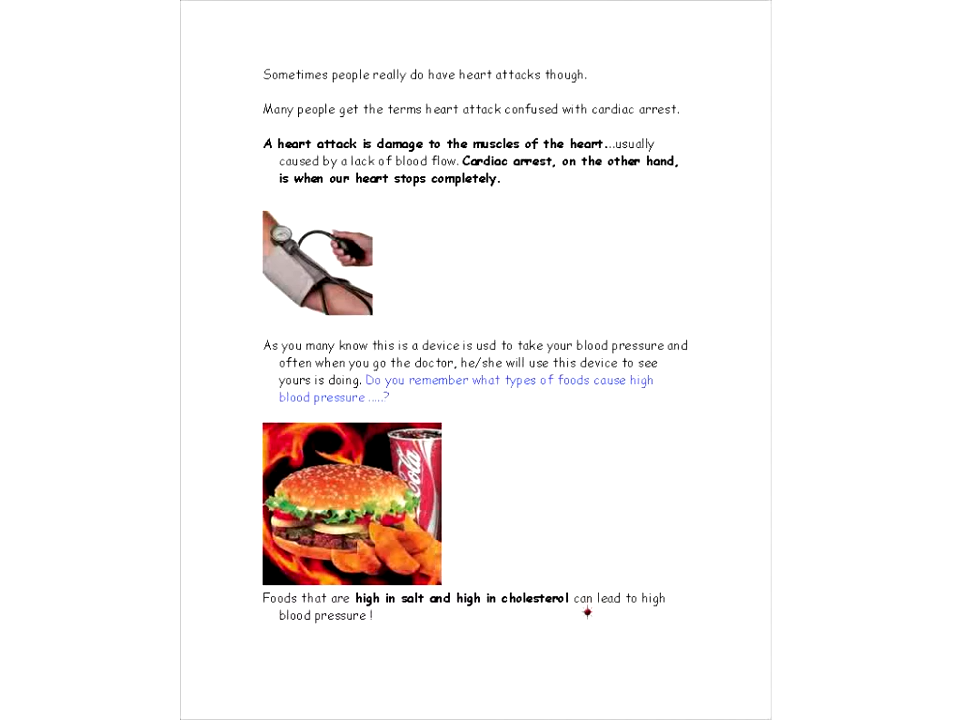 Sometimes people really do have heart attacks though.
Many people get the terms heart attack confused with cardiac arrest.
A heart attack is damage to the muscles of the heart...usually
caused by a lack of blood flow. Cardiac arrest, on the other hand,
is when our heart stops completely.
As you many know this is a device is usd to take your blood pressure and
often when you go the doctor, he/she will use this device to see
yours is doing. Do you remember what types of foods cause high
blood pressure .....?
Cola
Foods that are high in salt and high in cholesterol can lead to high
blood pressure !